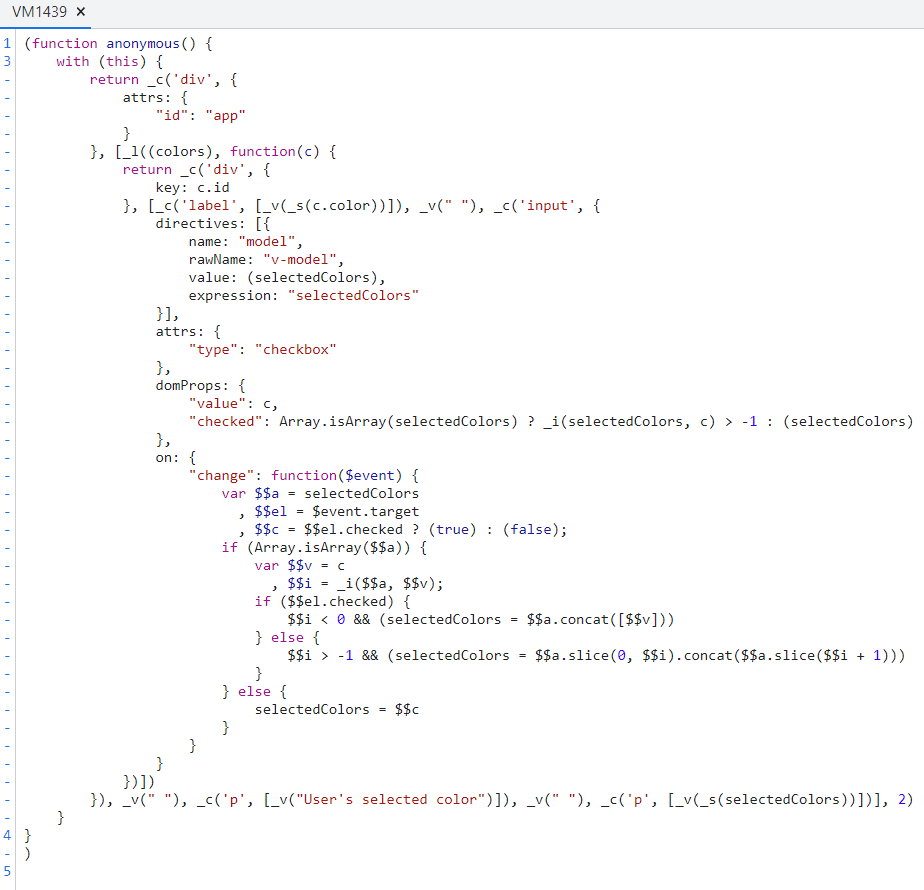 VM1439 ×
1 (function anonymous() {
3     with (this) {
-         return _c('div', {
-             attrs: {
-                 "id": "app"
-             }
-         }, [_l((colors), function(c) {
-             return _c('div', {
-                 key: c.id
-             }, [_c('label', [_v(_s(c.color))]), _v(" "), _c('input', {
-                 directives: [{
-                     name: "model",
-                     rawName: "v-model",
-                     value: (selectedColors),
-                     expression: "selectedColors"
-                 }],
-                 attrs: {
-                     "type": "checkbox"
-                 },
-                 domProps: {
-                     "value": c,
-                     "checked": Array.isArray(selectedColors) ? _i(selectedColors, c) > -1 : (selectedColors)
-                 },
-                 on: {
-                     "change": function($event) {
-                         var $$a = selectedColors
-                           , $$el = $event.target
-                           , $$c = $$el.checked ? (true) : (false);
-                         if (Array.isArray($$a)) {
-                             var $$v = c
-                               , $$i = _i($$a, $$v);
-                             if ($$el.checked) {
-                                 $$i < 0 && (selectedColors = $$a.concat([$$v]))
-                             } else {
-                                 $$i > -1 && (selectedColors = $$a.slice(0, $$i).concat($$a.slice($$i + 1)))
-                             }
-                         } else {
-                             selectedColors = $$c
-                         }
-                     }
-                 }
-             })])
-         }), _v(" "), _c('p', [_v("User's selected color")]), _v(" "), _c('p', [_v(_s(selectedColors))])], 2)
-     }
4 }
- )
5